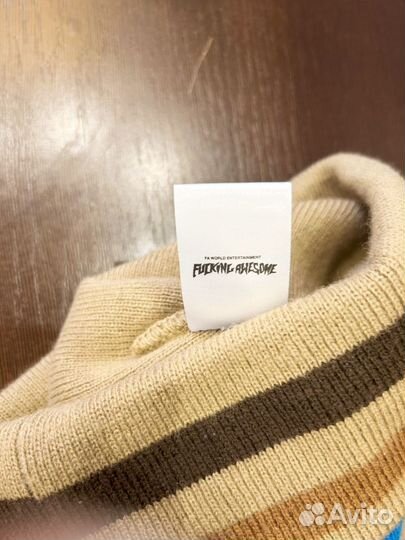 FA WORLD ENTERTAINMENT
FUCKING AWESOME
Avito